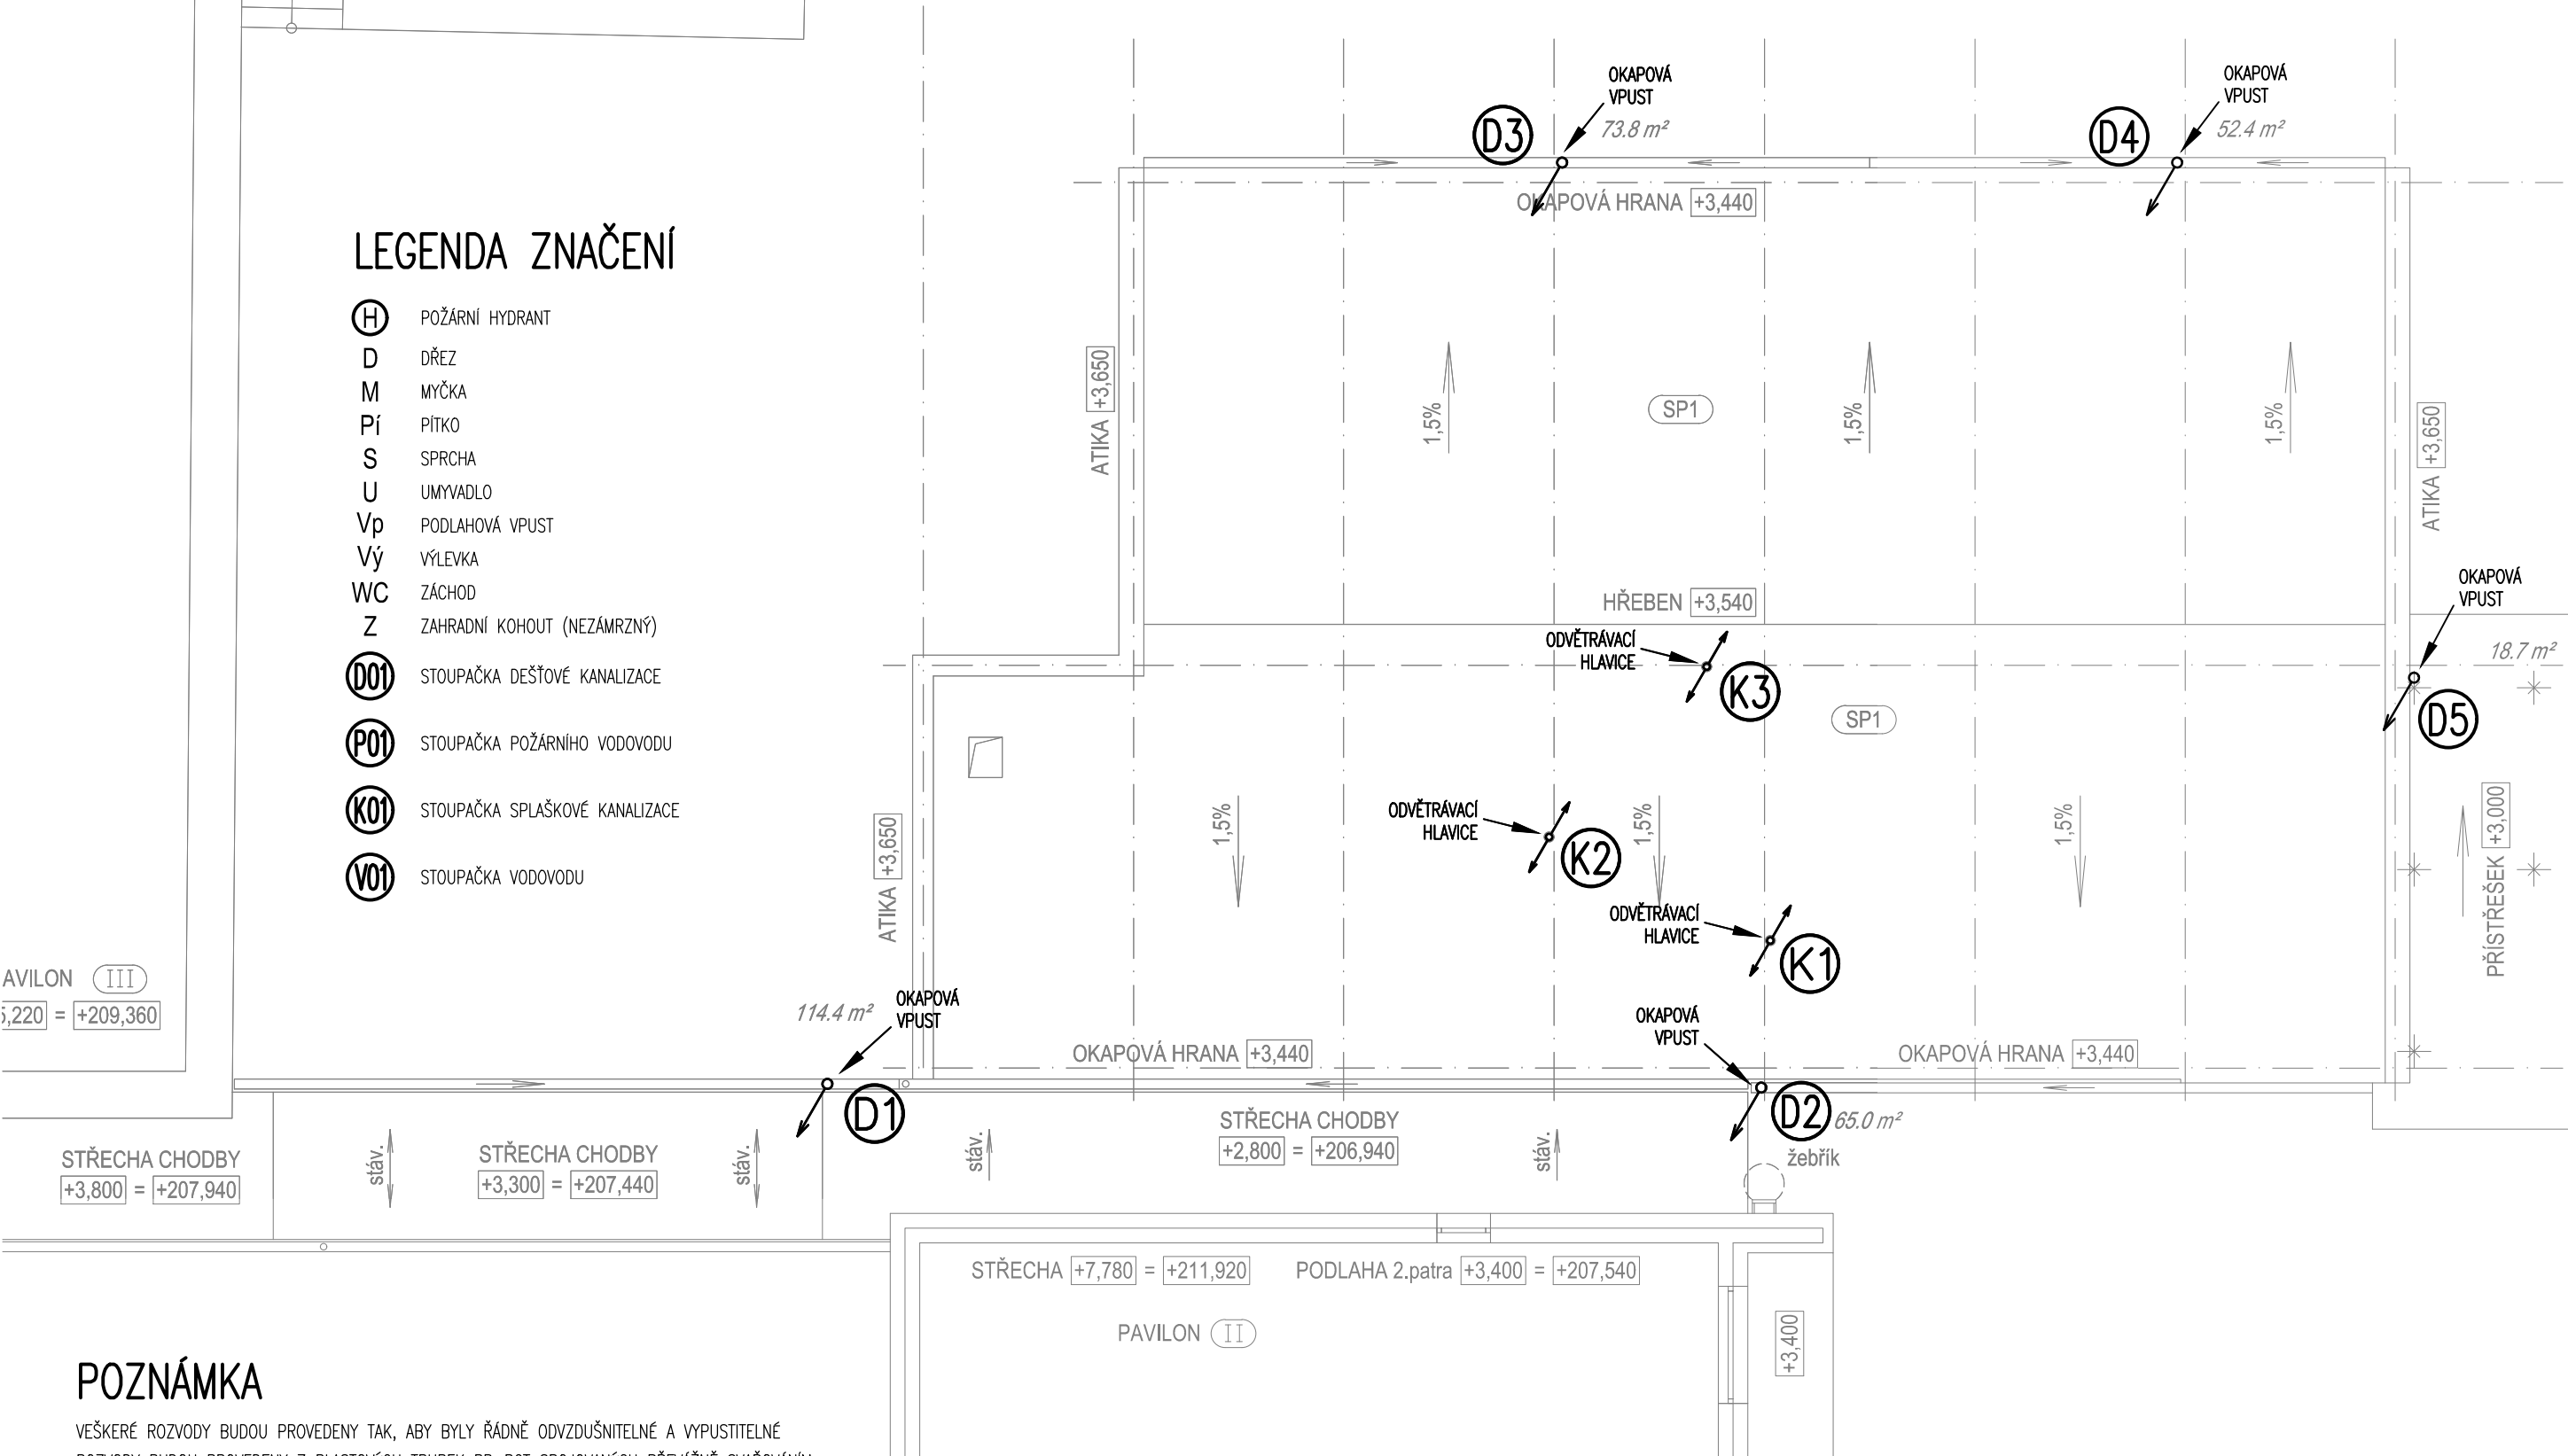 OKAPOVÁ
VPUST
73.8 m²
D3
OKAPOVÁ
VPUST
52.4 m²
D4
OKAPOVÁ HRANA +3,440
LEGENDA ZNAČENÍ
H POŽÁRNÍ HYDRANT
D DŘEZ
M MYČKA
Pí PÍTKO
S SPRCHA
U UMYVADLO
Vp PODLAHOVÁ VPUST
Vý VÝLEVKA
WC ZÁCHOD
Z ZAHRADNÍ KOHOUT (NEZÁMRZNÝ)
D01 STOUPAČKA DEŠŤOVÉ KANALIZACE
P01 STOUPAČKA POŽÁRNÍHO VODOVODU
K01 STOUPAČKA SPLAŠKOVÉ KANALIZACE
V01 STOUPAČKA VODOVODU
ATIKA +3,650
1,5%
SP1
1,5%
1,5%
ATIKA +3,650
HŘEBEN +3,540
ODVĚTRÁVACÍ
HLAVICE
K3
SP1
OKAPOVÁ
VPUST
18.7 m²
D5
ATIKA +3,650
1,5%
ODVĚTRÁVACÍ
HLAVICE
K2
1,5%
1,5%
PŘÍSTŘEŠEK +3,000
ODVĚTRÁVACÍ
HLAVICE
K1
AVILON III
5,220 = +209,360
114.4 m²
OKAPOVÁ
VPUST
D1
OKAPOVÁ HRANA +3,440
OKAPOVÁ
VPUST
D2
65.0 m²
OKAPOVÁ HRANA +3,440
žebřík
STŘECHA CHODBY
+3,800 = +207,940
stáv.
STŘECHA CHODBY
+3,300 = +207,440
stáv.
stáv.
STŘECHA CHODBY
+2,800 = +206,940
stáv.
STŘECHA +7,780 = +211,920
PODLAHA 2.patra +3,400 = +207,540
PAVILON II
+3,400
POZNÁMKA
VEŠKERÉ ROZVODY BUDOU PROVEDENY TAK, ABY BYLY ŘÁDNĚ ODVZDUŠNITELNÉ A VYPUSTITELNÉ